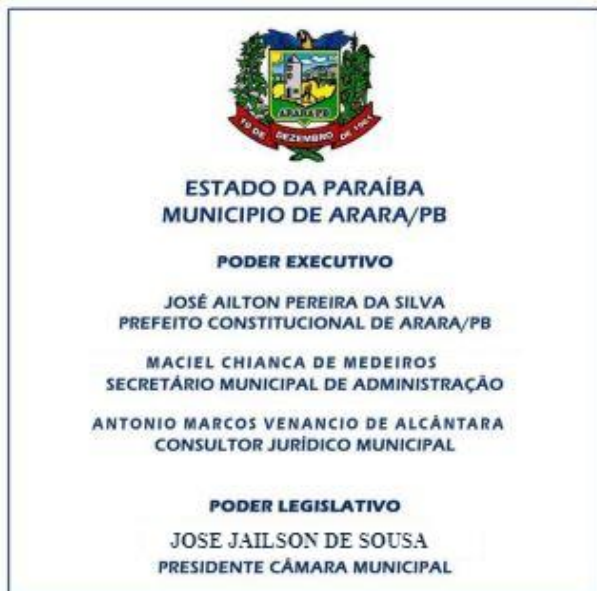 ARARA PB
10 DE DEZEMBRO DE 1961
ESTADO DA PARAÍBA
MUNICIPIO DE ARARA/PB
PODER EXECUTIVO
JOSÉ AILTON PEREIRA DA SILVA
PREFEITO CONSTITUCIONAL DE ARARA/PB
MACIEL CHIANCA DE MEDEIROS
SECRETÁRIO MUNICIPAL DE ADMINISTRAÇÃO
ANTONIO MARCOS VENANCIO DE ALCÂNTARA
CONSULTOR JURÍDICO MUNICIPAL
PODER LEGISLATIVO
JOSE JAILSON DE SOUSA
PRESIDENTE CÂMARA MUNICIPAL